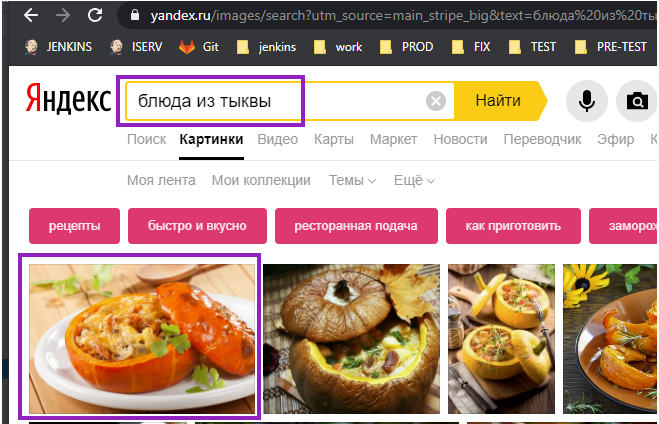 yandex.ru/images/search?utm_source=main_stripe_big&text=блюда%20из%20ты
JENKINS ISERV Git jenkins work PROD FIX TEST PRE-TEST
Яндекс блюда из тыквы Найти
Поиск Картинки Видео Карты Маркет Новости Переводчик Эфир К
Моя лента Мои коллекции Темы Ещё
рецепты быстро и вкусно ресторанная подача как приготовить заморож